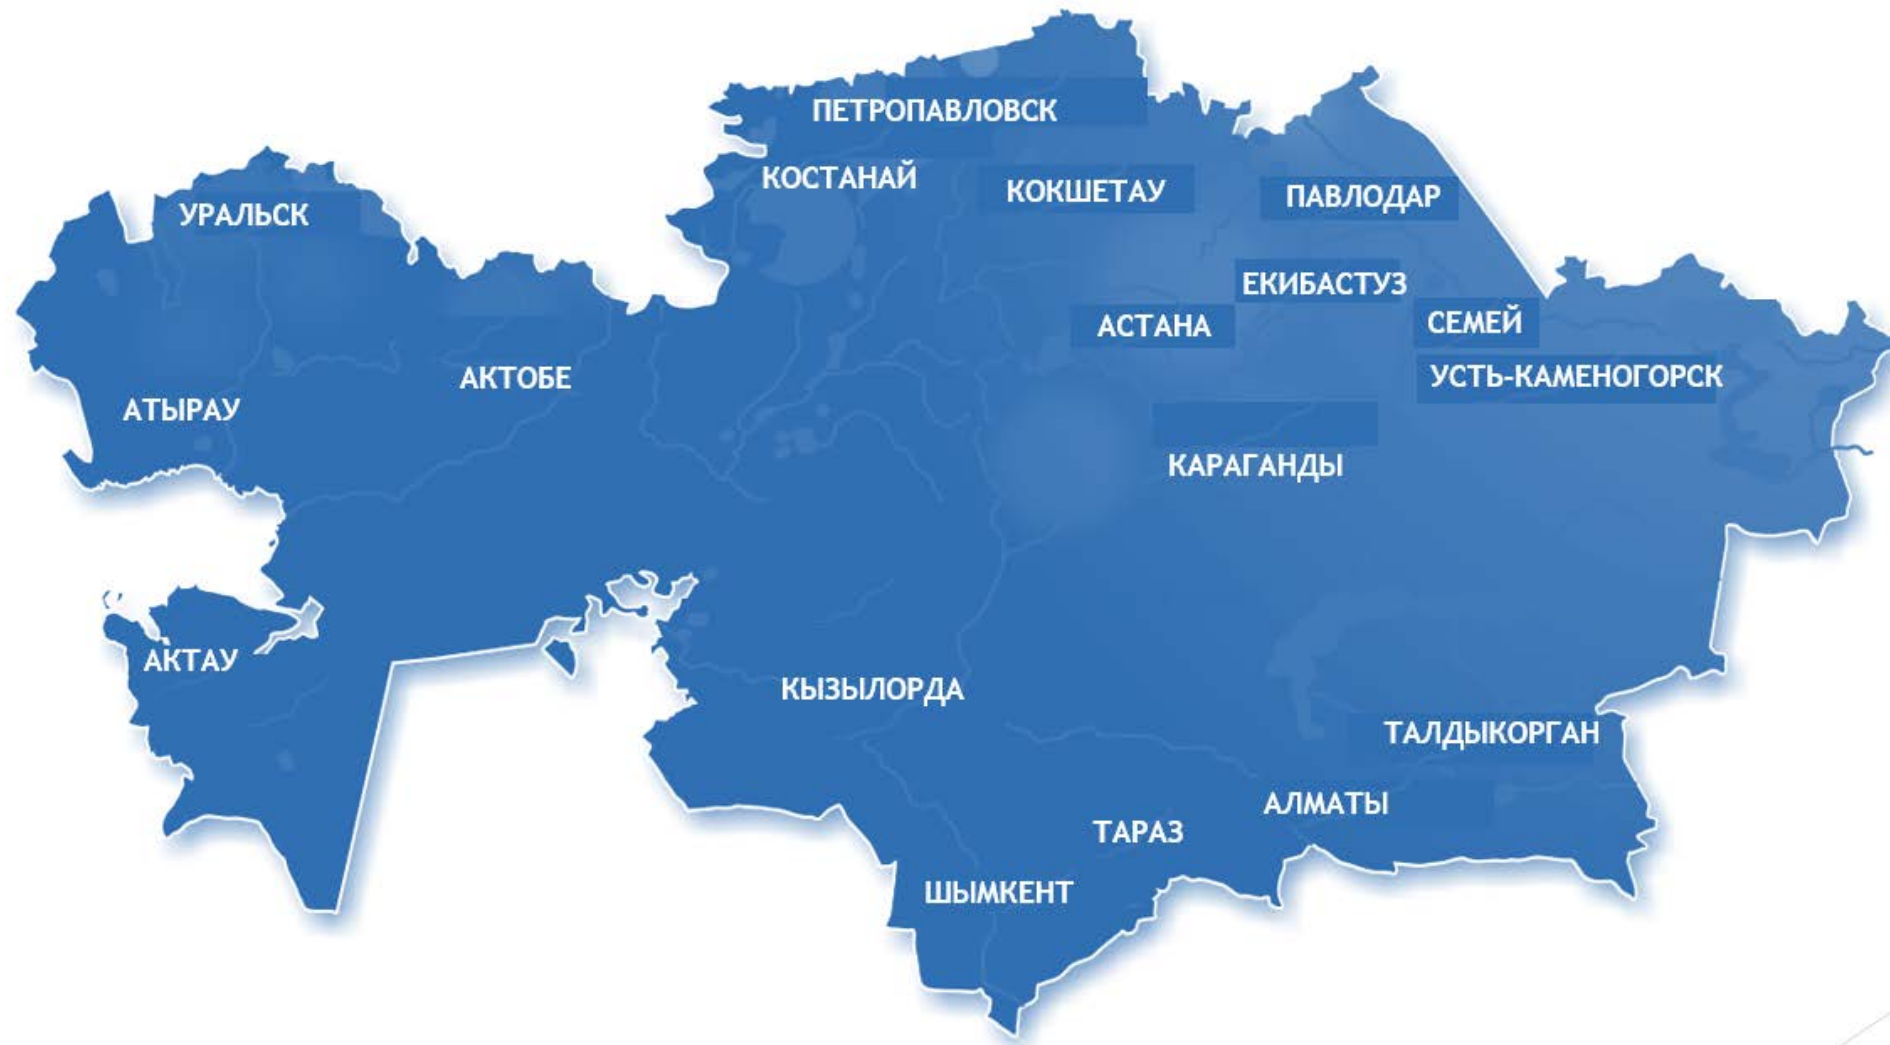 ПЕТРОПАВЛОВСК
КОСТАНАЙ
КОКШЕТАУ
ПАВЛОДАР
УРАЛЬСК
ЕКИБАСТУЗ
АСТАНА
СЕМЕЙ
АКТОБЕ
УСТЬ-КАМЕНОГОРСК
АТЫРАУ
КАРАГАНДЫ
АКТАУ
КЫЗЫЛОРДА
ТАЛДЫКОРГАН
АЛМАТЫ
ТАРАЗ
ШЫМКЕНТ